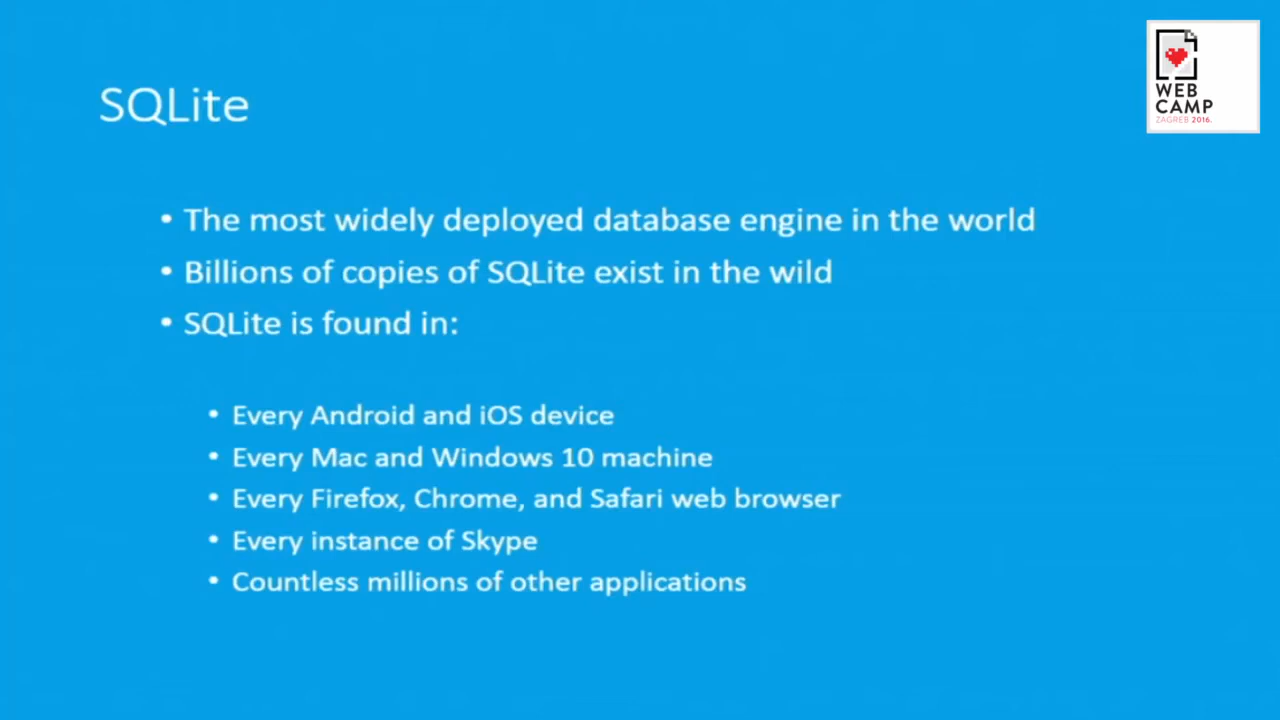 SQLite
WEB
CAMP
ZAGREB 2016.
• The most widely deployed database engine in the world
• Billions of copies of SQLite exist in the wild
• SQLite is found in:
• Every Android and iOS device
• Every Mac and Windows 10 machine
• Every Firefox, Chrome, and Safari web browser
• Every instance of Skype
• Countless millions of other applications